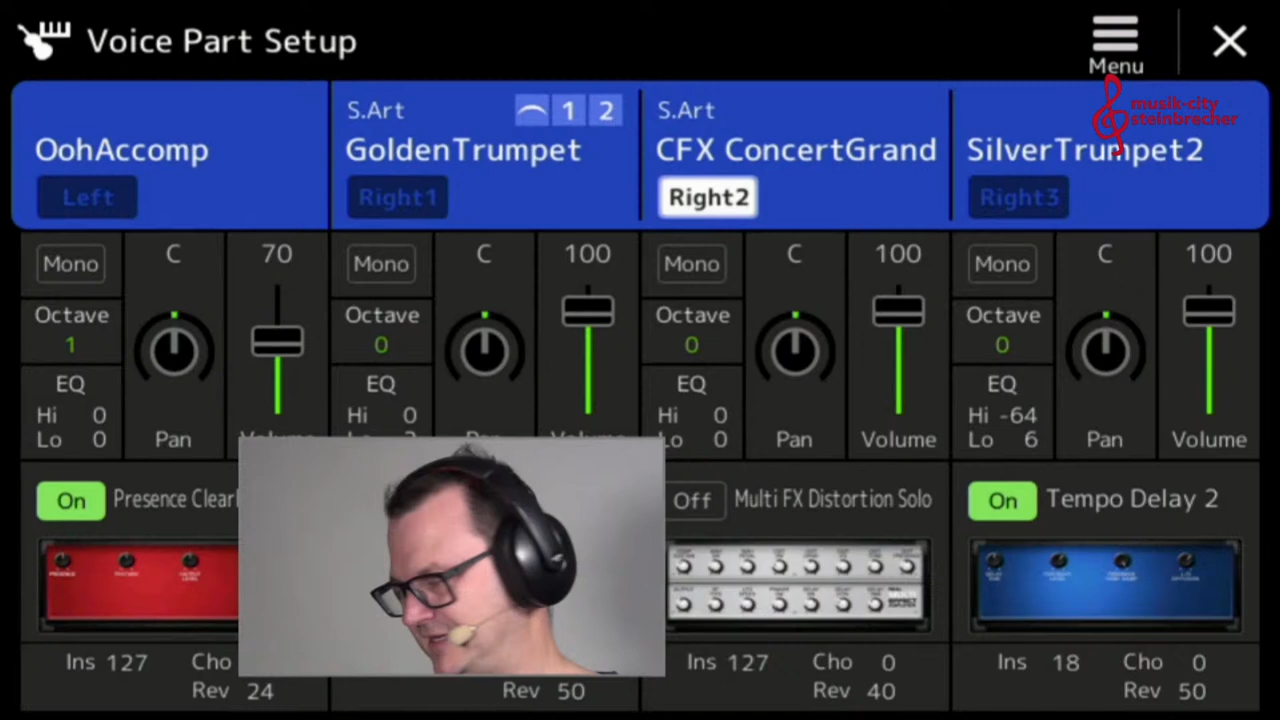 Voice Part Setup
Menu
musik-city
steinbrecher
OohAccomp
Left
S.Art 1 2
GoldenTrumpet
Right1
S.Art
CFX ConcertGrand
Right2
SilverTrumpet2
Right3
Mono C 70
Octave
1
EQ
Hi 0
Lo 0
Pan
Volume
Mono C 100
Octave
0
EQ
Hi 0
Mono C 100
Octave
0
EQ
Hi 0
Lo 0
Pan
Volume
Mono C 100
Octave
0
EQ
Hi -64
Lo 6
Pan
Volume
On
Off Multi FX Distortion Solo
On Tempo Delay 2
Ins 127 Cho
Rev 24
Rev 50
Ins 127 Cho 0
Rev 40
Ins 18 Cho 0
Rev 50